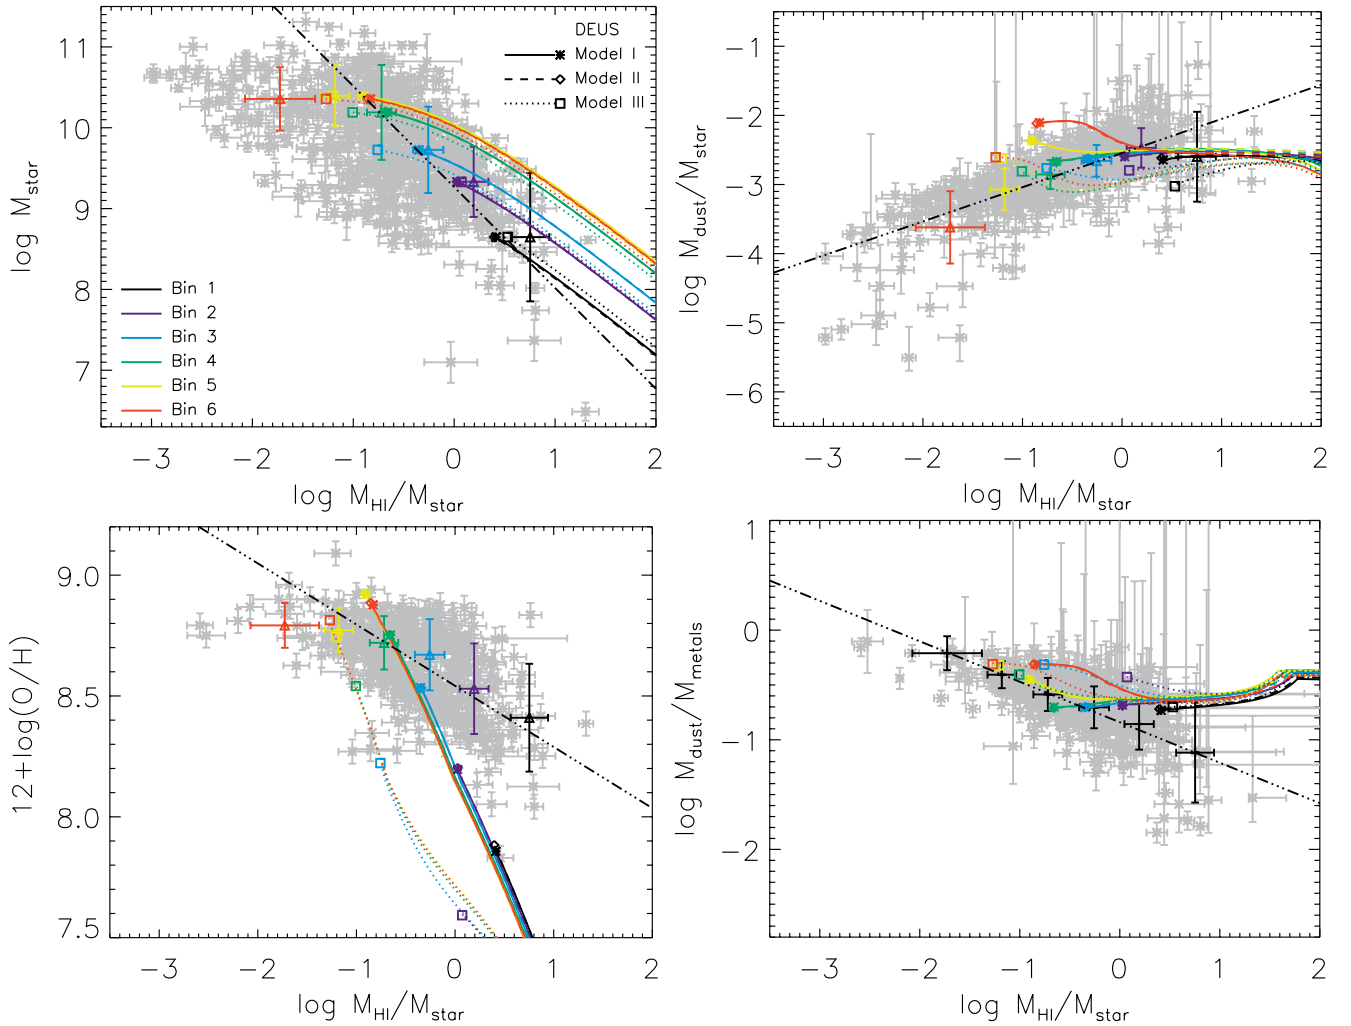 DEUS
Model I
Model II
Model III
Bin 1
Bin 2
Bin 3
Bin 4
Bin 5
Bin 6
11
10
9
8
7
log M_star
−3 −2 −1 0 1 2
log M_HI/M_star
−1
−2
−3
−4
−5
−6
log M_dust/M_star
−3 −2 −1 0 1 2
log M_HI/M_star
9.0
8.5
8.0
7.5
12+log(O/H)
−3 −2 −1 0 1 2
log M_HI/M_star
1
0
−1
−2
log M_dust/M_metals
−3 −2 −1 0 1 2
log M_HI/M_star